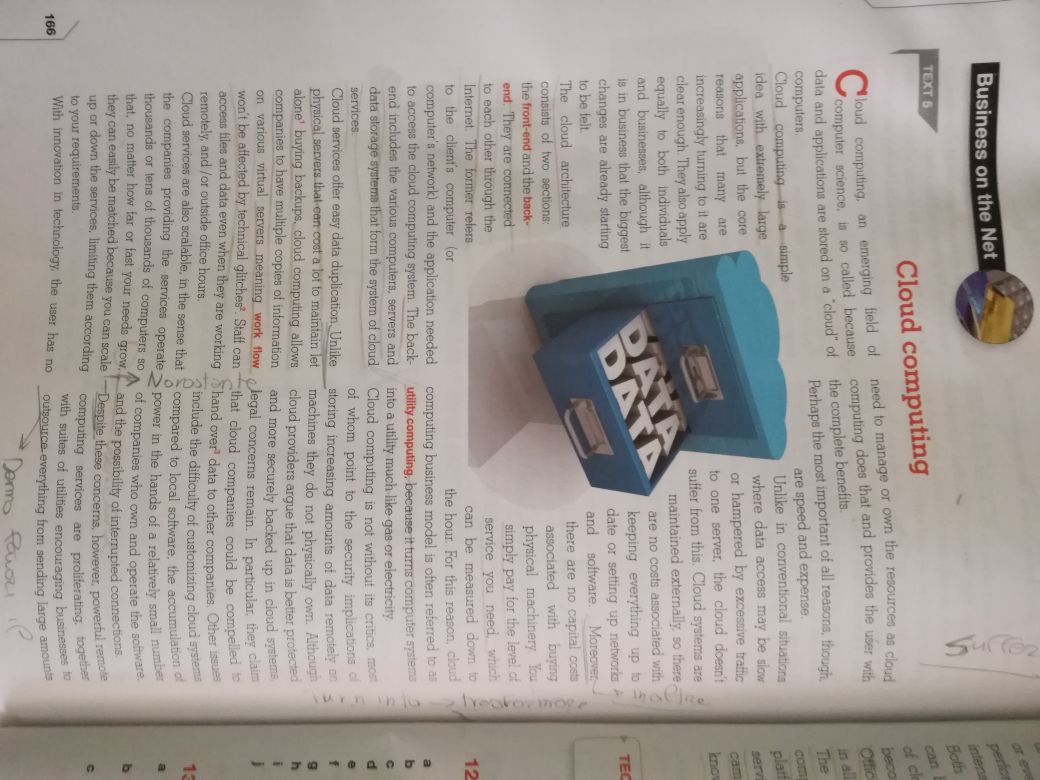 Business on the Net
TEXT 5
Cloud computing
Cloud computing, an emerging field of
computer science, is so called because
data and applications are stored on a "cloud" of
computers.
Cloud computing is a simple
idea with extremely large
applications, but the core
reasons that many are
increasingly turning to it are
clear enough. They also apply
equally to both individuals
and businesses, although it
is in business that the biggest
changes are already starting
to be felt.
The cloud architecture
consists of two sections:
the front-end and the back-
end. They are connected
to each other through the
Internet. The former refers
to the client's computer (or
computer's network) and the application needed
to access the cloud computing system. The back-
end includes the various computers, servers and
data storage systems that form the system of cloud
services.
Cloud services offer easy data duplication. Unlike
physical servers that can cost a lot to maintain let
alone¹ buying backups, cloud computing allows
companies to have multiple copies of information
on various virtual servers meaning work flow
won't be affected by technical glitches². Staff can
access files and data even when they are working
remotely, and /or outside office hours.
Cloud services are also scalable, in the sense that
the companies providing the services operate
thousands or tens of thousands of computers so
that, no matter how far or fast your needs grow,
they can easily be matched because you can scale
up or down the services, limiting them according
to your requirements.
With innovation in technology, the user has no
need to manage or own the resources as cloud
computing does that and provides the user with
the complete benefits.
Perhaps the most important of all reasons, though,
are speed and expense.
Unlike in conventional situations
where data access may be slow
or hampered by excessive traffic
to one server, the cloud doesn't
suffer from this. Cloud systems are
maintained externally, so there
are no costs associated with
keeping everything up to
date or setting up networks
and software. Moreover,
there are no capital costs
associated with buying
physical machinery. You
simply pay for the level of
service you need, which
can be measured down to
the hour. For this reason, cloud
computing business model is often referred to as
utility computing, because it turns computer systems
into a utility much like gas or electricity.
Cloud computing is not without its critics, most
of whom point to the security implications of
storing increasing amounts of data remotely on
machines they do not physically own. Although
cloud providers argue that data is better protected
and more securely backed up in cloud systems,
legal concerns remain. In particular, they claim
that cloud companies could be compelled to
hand over³ data to other companies. Other issues
include the difficulty of customizing cloud systems
compared to local software, the accumulation of
power in the hands of a relatively small number
of companies who own and operate the software,
and the possibility of interrupted connections.
Despite these concerns, however, powerful remote
computing services are proliferating, together
with suites of utilities encouraging businesses to
outsource everything from sending large amounts
DATA
DATA
nonostante
inoltre
turn into → trasformare
166
or eve
perfor
intens
Both
can
of cl
beco
Offic
in all
The
comp
platf
servi
cam
know
TEC
12
a
b
c
d
e
f
g
h
i
j
13
a
b
c